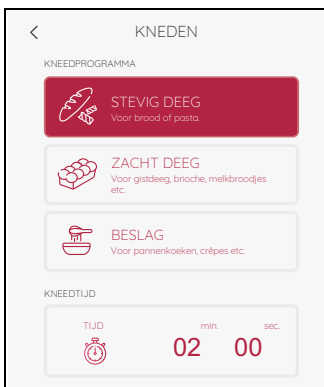 KNEDEN
KNEEDPROGRAMMA
STEVIG DEEG
Voor brood of pasta.
ZACHT DEEG
Voor gistdeeg, brioche, melkbroodjes
etc.
BESLAG
Voor pannenkoeken, crêpes etc.
KNEEDTIJD
TIJD min. sec.
02 00